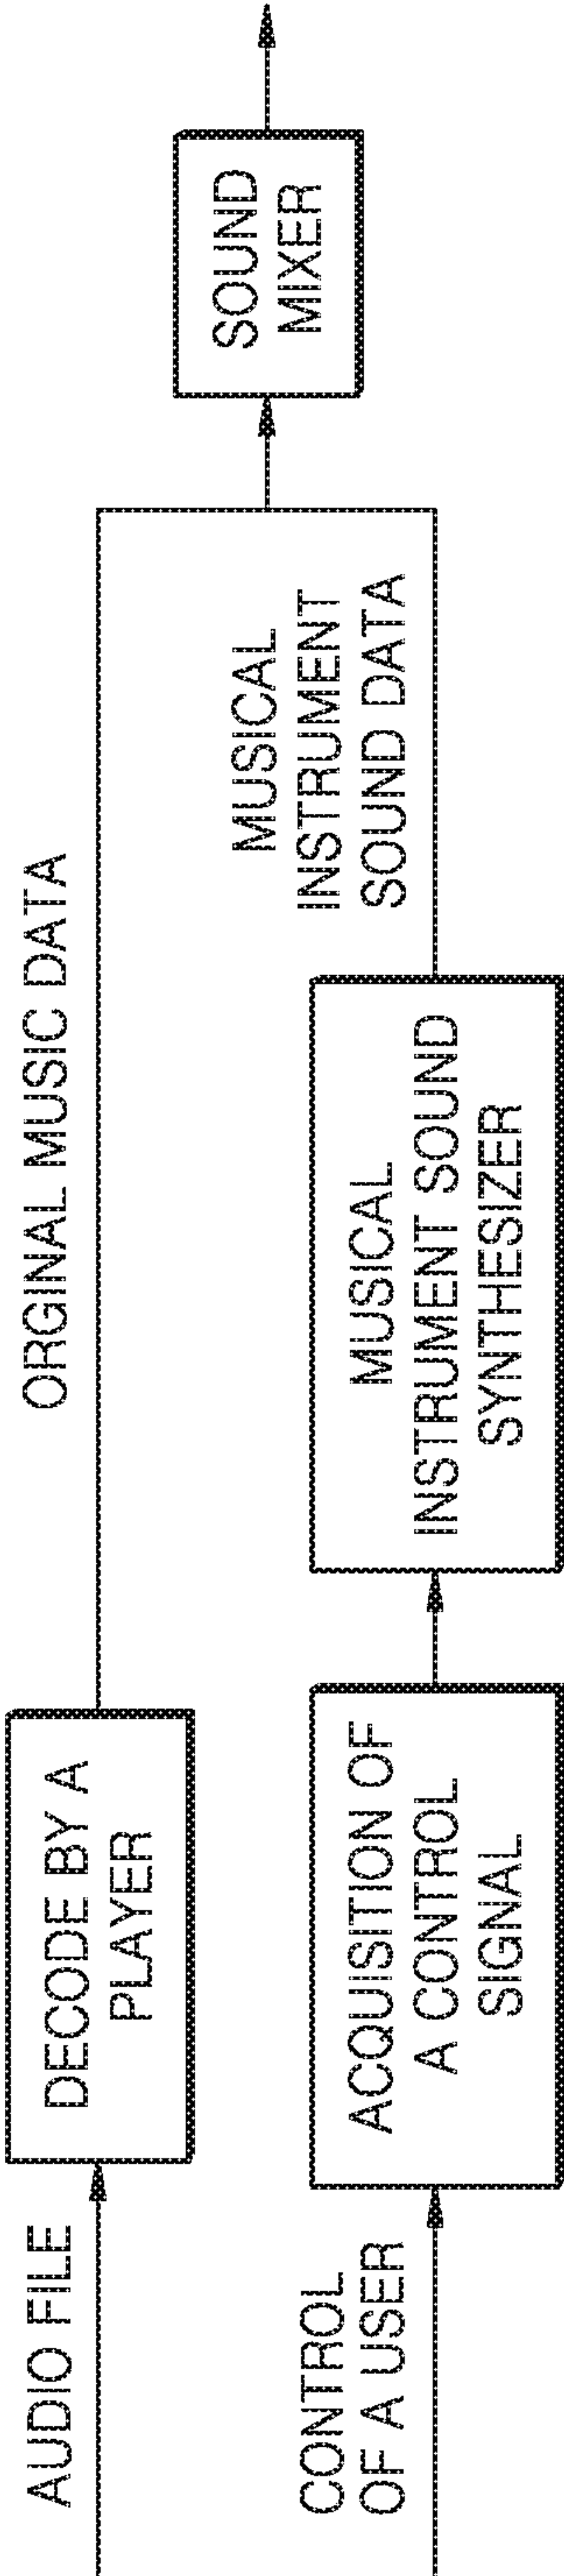 AUDIO FILE
DECODE BY A
PLAYER
ORGINAL MUSIC DATA
CONTROL
OF A USER
ACQUISITION OF
A CONTROL
SIGNAL
MUSICAL
INSTRUMENT SOUND
SYNTHESIZER
MUSICAL
INSTRUMENT
SOUND DATA
SOUND
MIXER